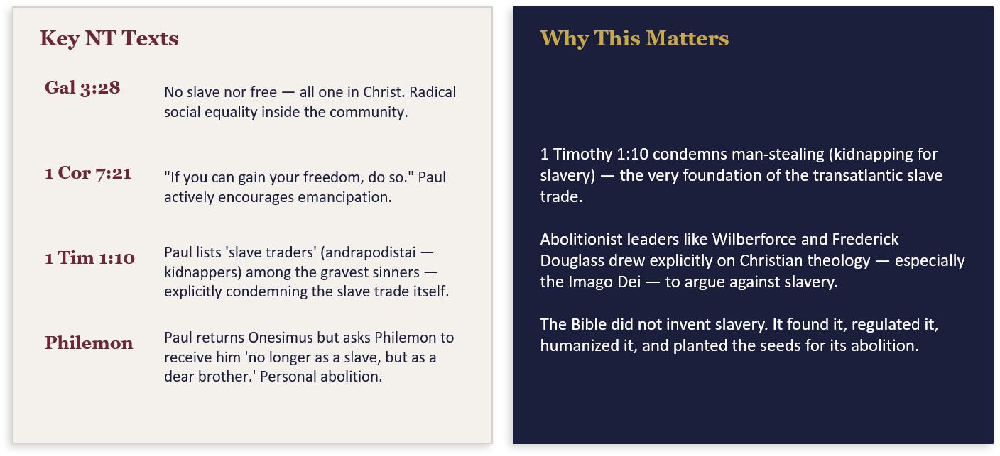 Key NT Texts
Gal 3:28
No slave nor free — all one in Christ. Radical
social equality inside the community.
1 Cor 7:21
"If you can gain your freedom, do so." Paul
actively encourages emancipation.
1 Tim 1:10
Paul lists 'slave traders' (andrapodistai —
kidnappers) among the gravest sinners —
explicitly condemning the slave trade itself.
Philemon
Paul returns Onesimus but asks Philemon to
receive him 'no longer as a slave, but as a
dear brother.' Personal abolition.
Why This Matters
1 Timothy 1:10 condemns man-stealing (kidnapping for
slavery) — the very foundation of the transatlantic slave
trade.
Abolitionist leaders like Wilberforce and Frederick
Douglass drew explicitly on Christian theology — especially
the Imago Dei — to argue against slavery.
The Bible did not invent slavery. It found it, regulated it,
humanized it, and planted the seeds for its abolition.